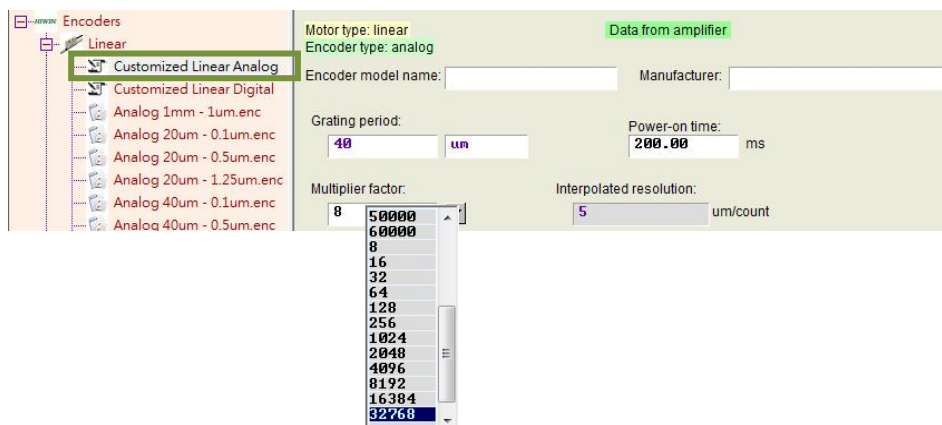 HIWIN Encoders
Linear
Customized Linear Analog
Customized Linear Digital
Analog 1mm - 1um.enc
Analog 20um - 0.1um.enc
Analog 20um - 0.5um.enc
Analog 20um - 1.25um.enc
Analog 40um - 0.1um.enc
Analog 40um - 0.5um.enc
Motor type: linear
Data from amplifier
Encoder type: analog
Encoder model name:
Manufacturer:
Grating period:
Power-on time:
40 um
200.00 ms
Multiplier factor:
Interpolated resolution:
8
5 um/count
50000
60000
8
16
32
64
128
256
1024
2048
4096
8192
16384
32768